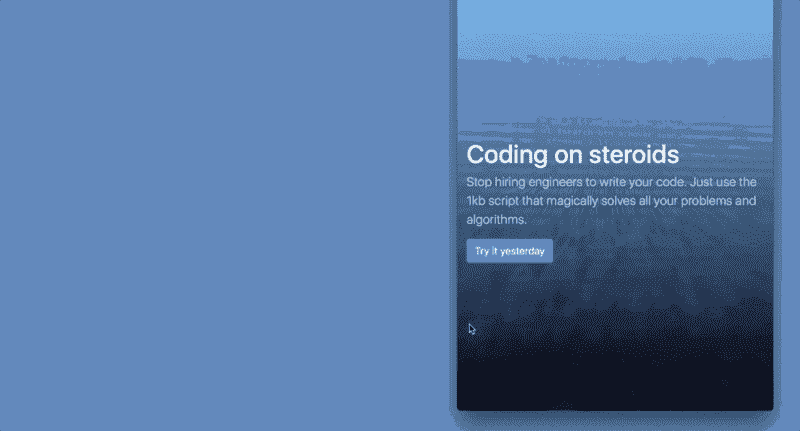 Coding on steroids
Stop hiring engineers to write your code. Just use the
1kb script that magically solves all your problems and
algorithms.
Try it yesterday